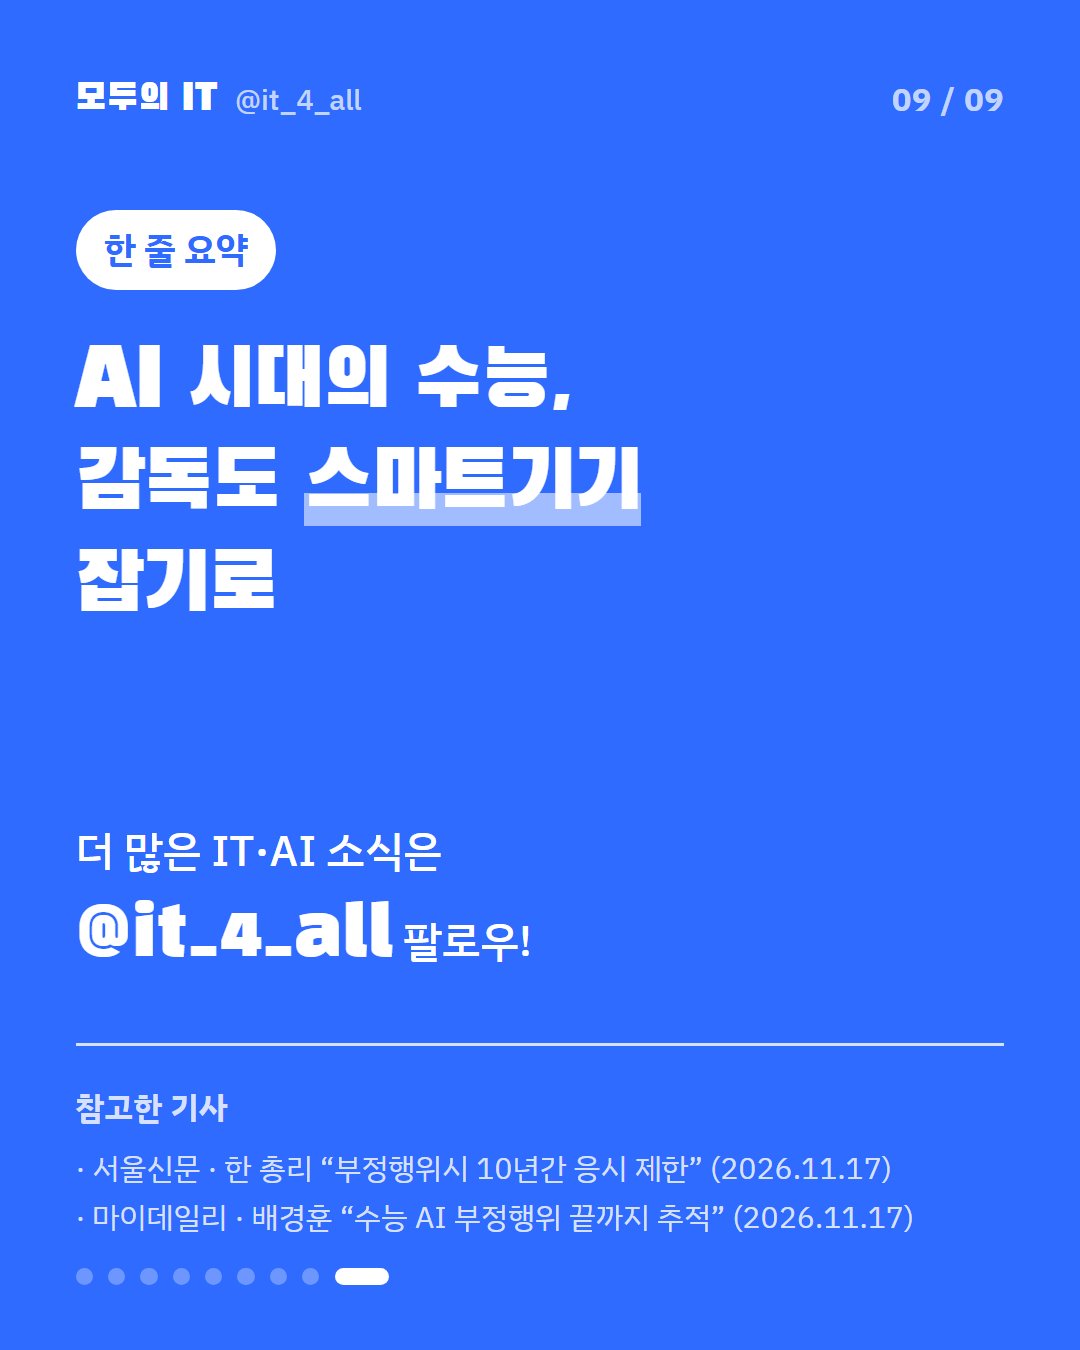 모두의 IT @it_4_all
09 / 09
한 줄 요약
AI 시대의 수능,
감독도 스마트기기
잡기로
더 많은 IT·AI 소식은
@it_4_all 팔로우!
참고한 기사
· 서울신문 · 한 총리 “부정행위시 10년간 응시 제한” (2026.11.17)
· 마이데일리 · 배경훈 “수능 AI 부정행위 끝까지 추적” (2026.11.17)